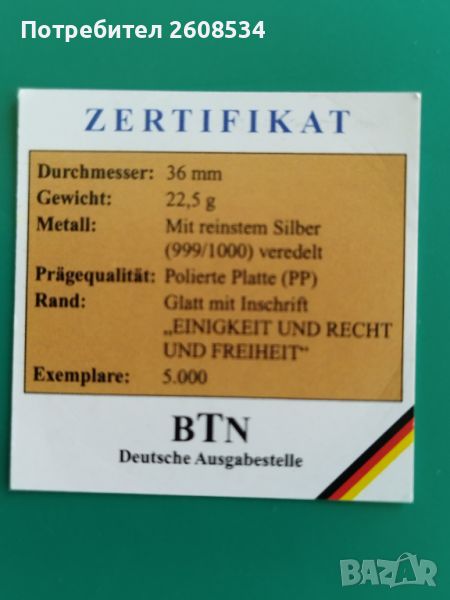 Потребител 2608534
ZERTIFIKAT
Durchmesser: 36 mm
Gewicht: 22,5 g
Metall: Mit reinstem Silber
(999/1000) veredelt
Prägequalität: Polierte Platte (PP)
Rand: Glatt mit Inschrift
„EINIGKEIT UND RECHT
UND FREIHEIT“
Exemplare: 5.000
BTN
Deutsche Ausgabestelle
BAZAR